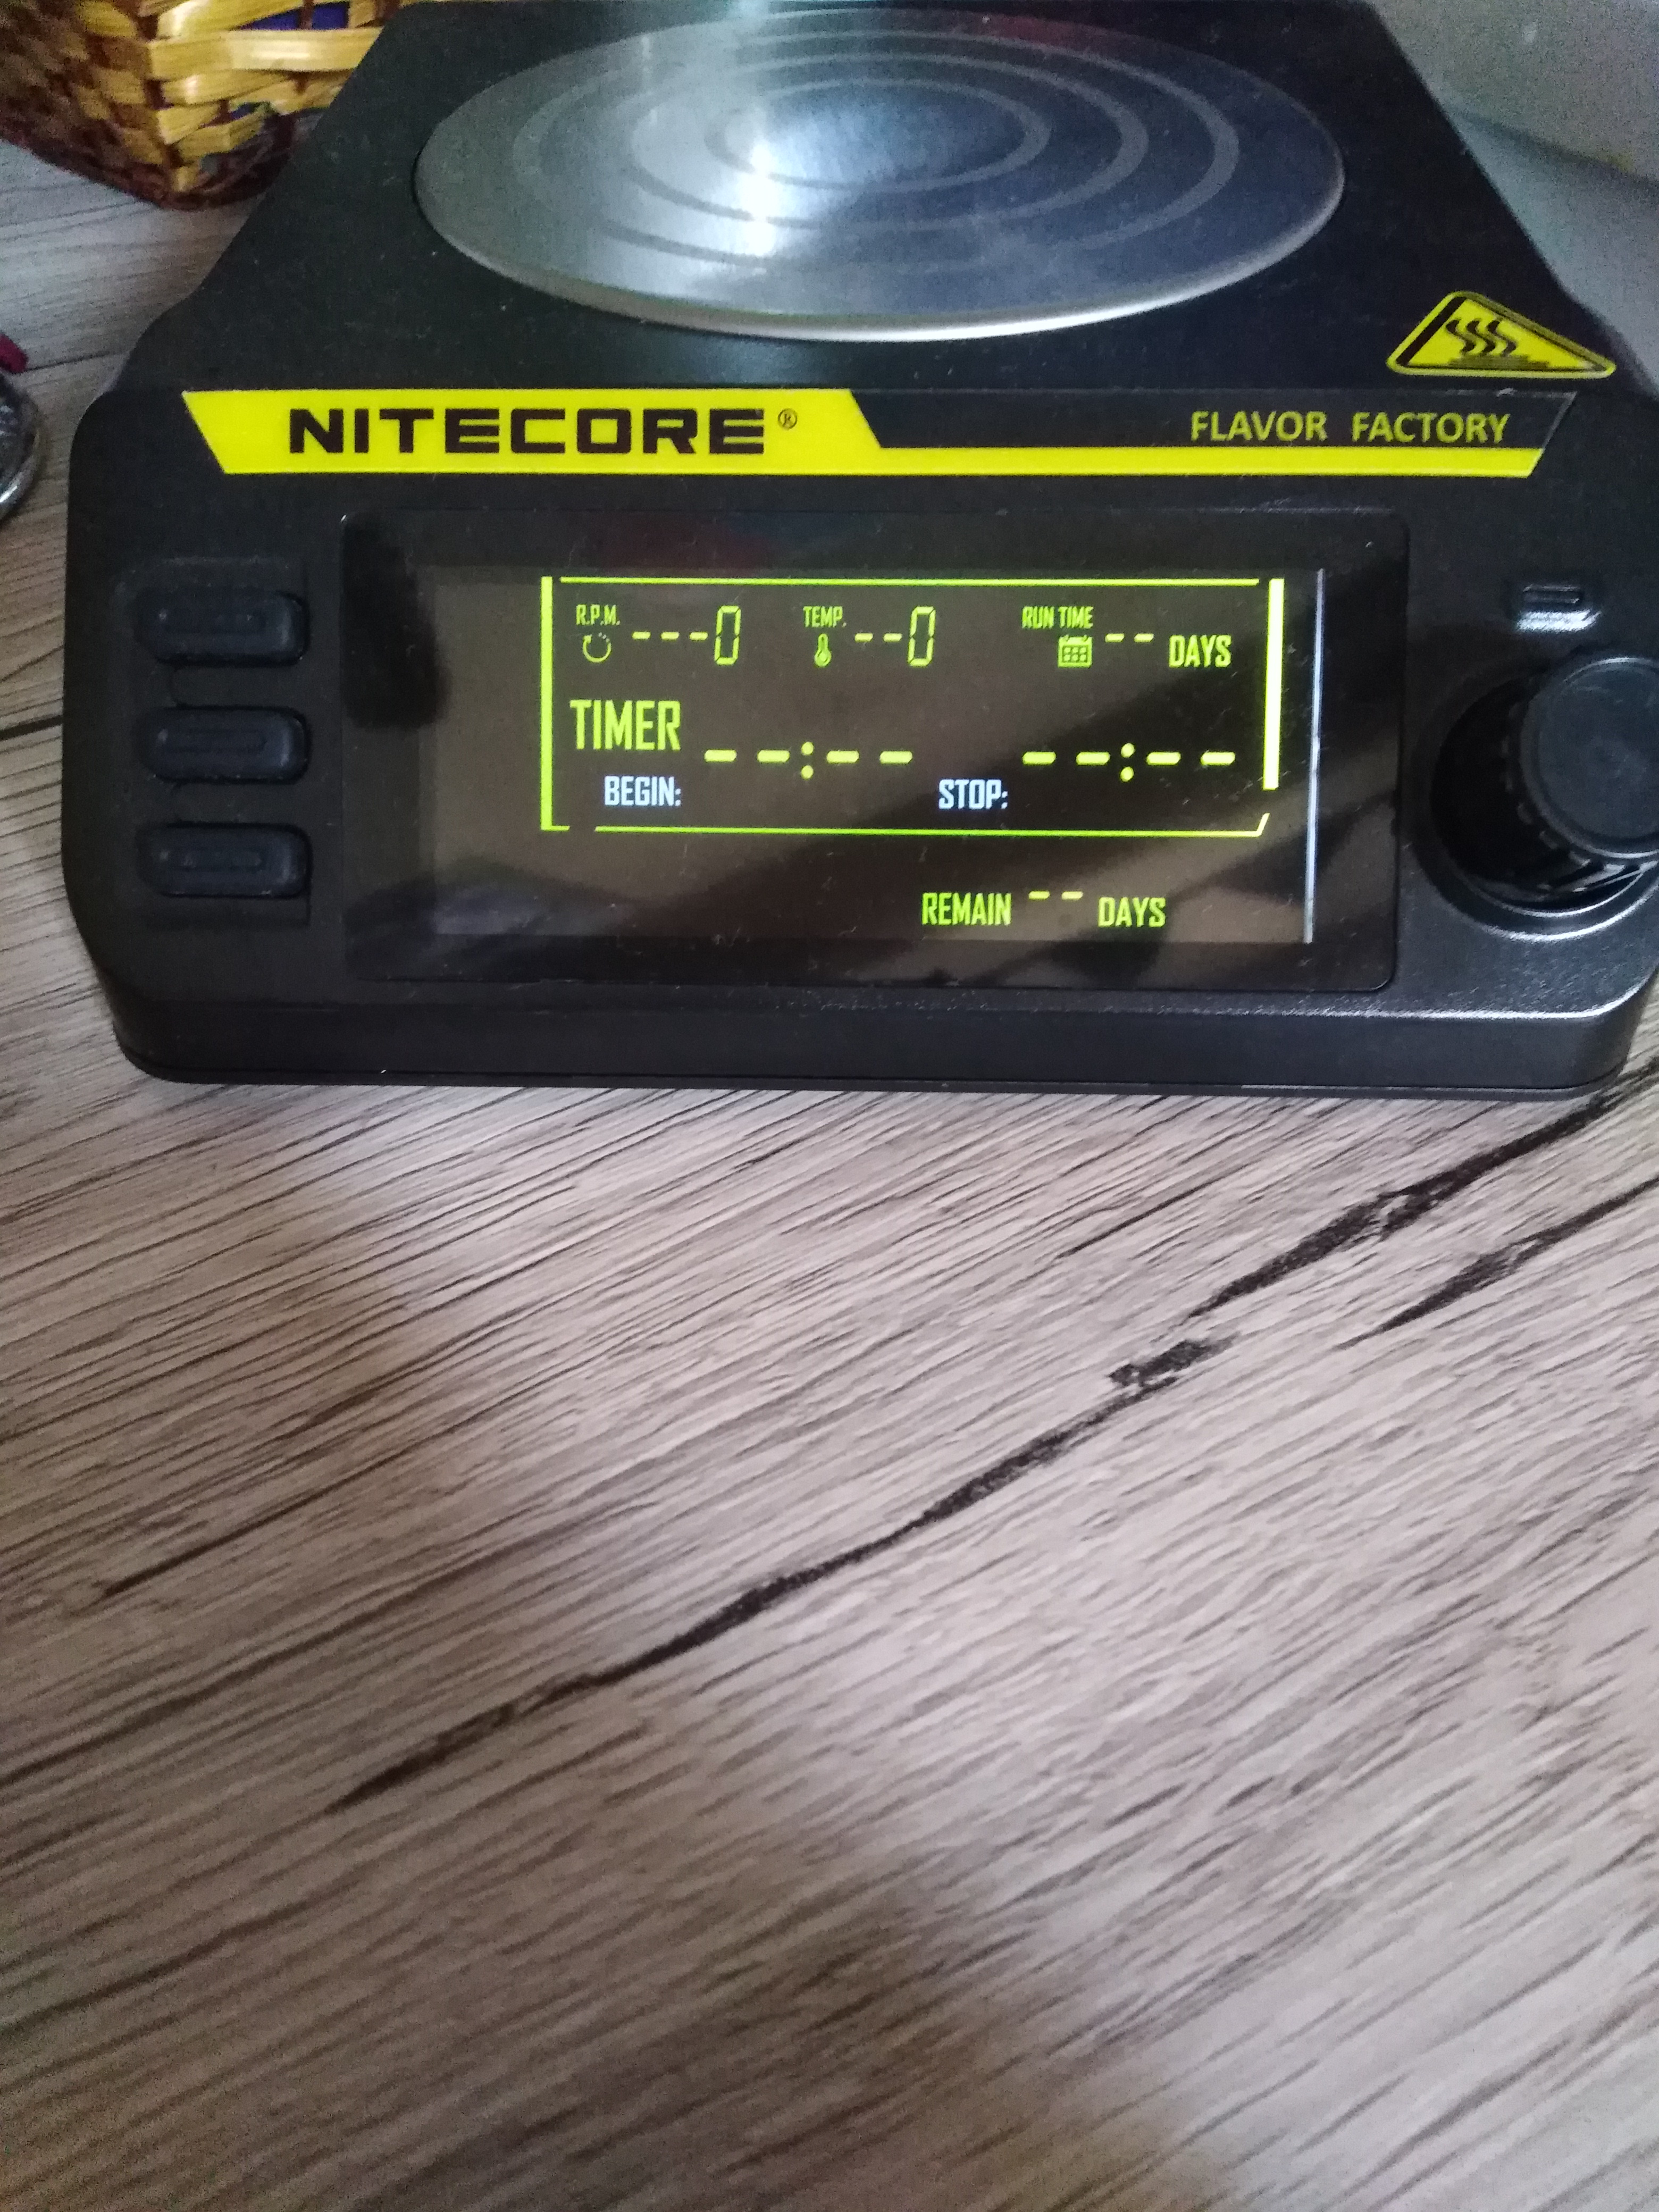 NITECORE®
FLAVOR FACTORY
R.P.M. ---0 TEMP. --0 RUN TIME -- DAYS
TIMER
BEGIN: --:-- STOP: --:--
REMAIN -- DAYS